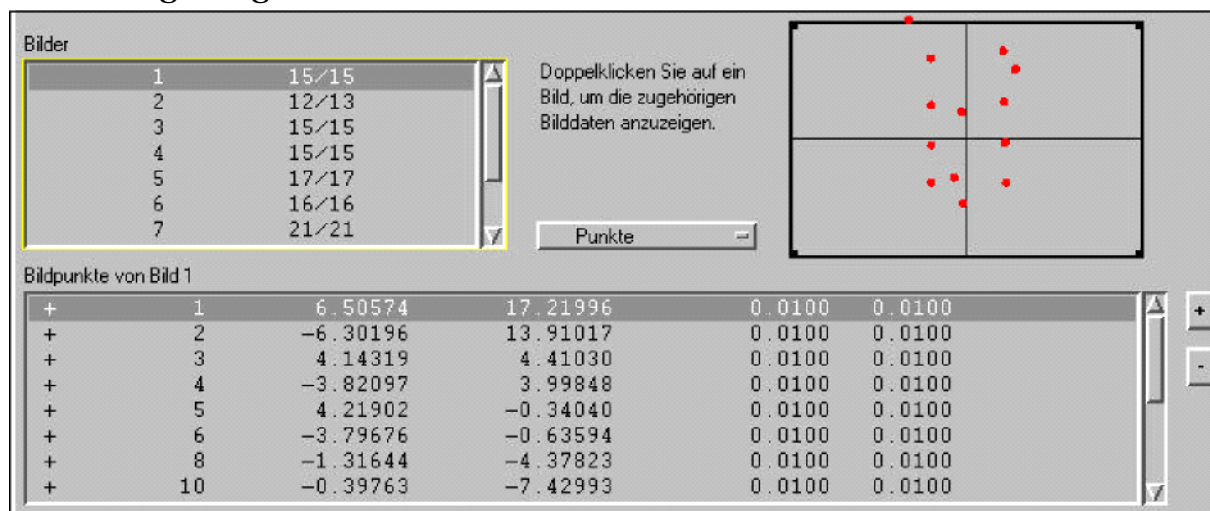 Bilder
1 15/15
2 12/13
3 15/15
4 15/15
5 17/17
6 16/16
7 21/21
Doppelklicken Sie auf ein
Bild, um die zugehörigen
Bilddaten anzuzeigen.
Punkte
Bildpunkte von Bild 1
+ 1 6.50574 17.21996 0.0100 0.0100
+ 2 -6.30196 13.91017 0.0100 0.0100
+ 3 4.14319 4.41030 0.0100 0.0100
+ 4 -3.82097 3.99848 0.0100 0.0100
+ 5 4.21902 -0.34040 0.0100 0.0100
+ 6 -3.79676 -0.63594 0.0100 0.0100
+ 8 -1.31644 -4.37823 0.0100 0.0100
+ 10 -0.39763 -7.42993 0.0100 0.0100
+
-